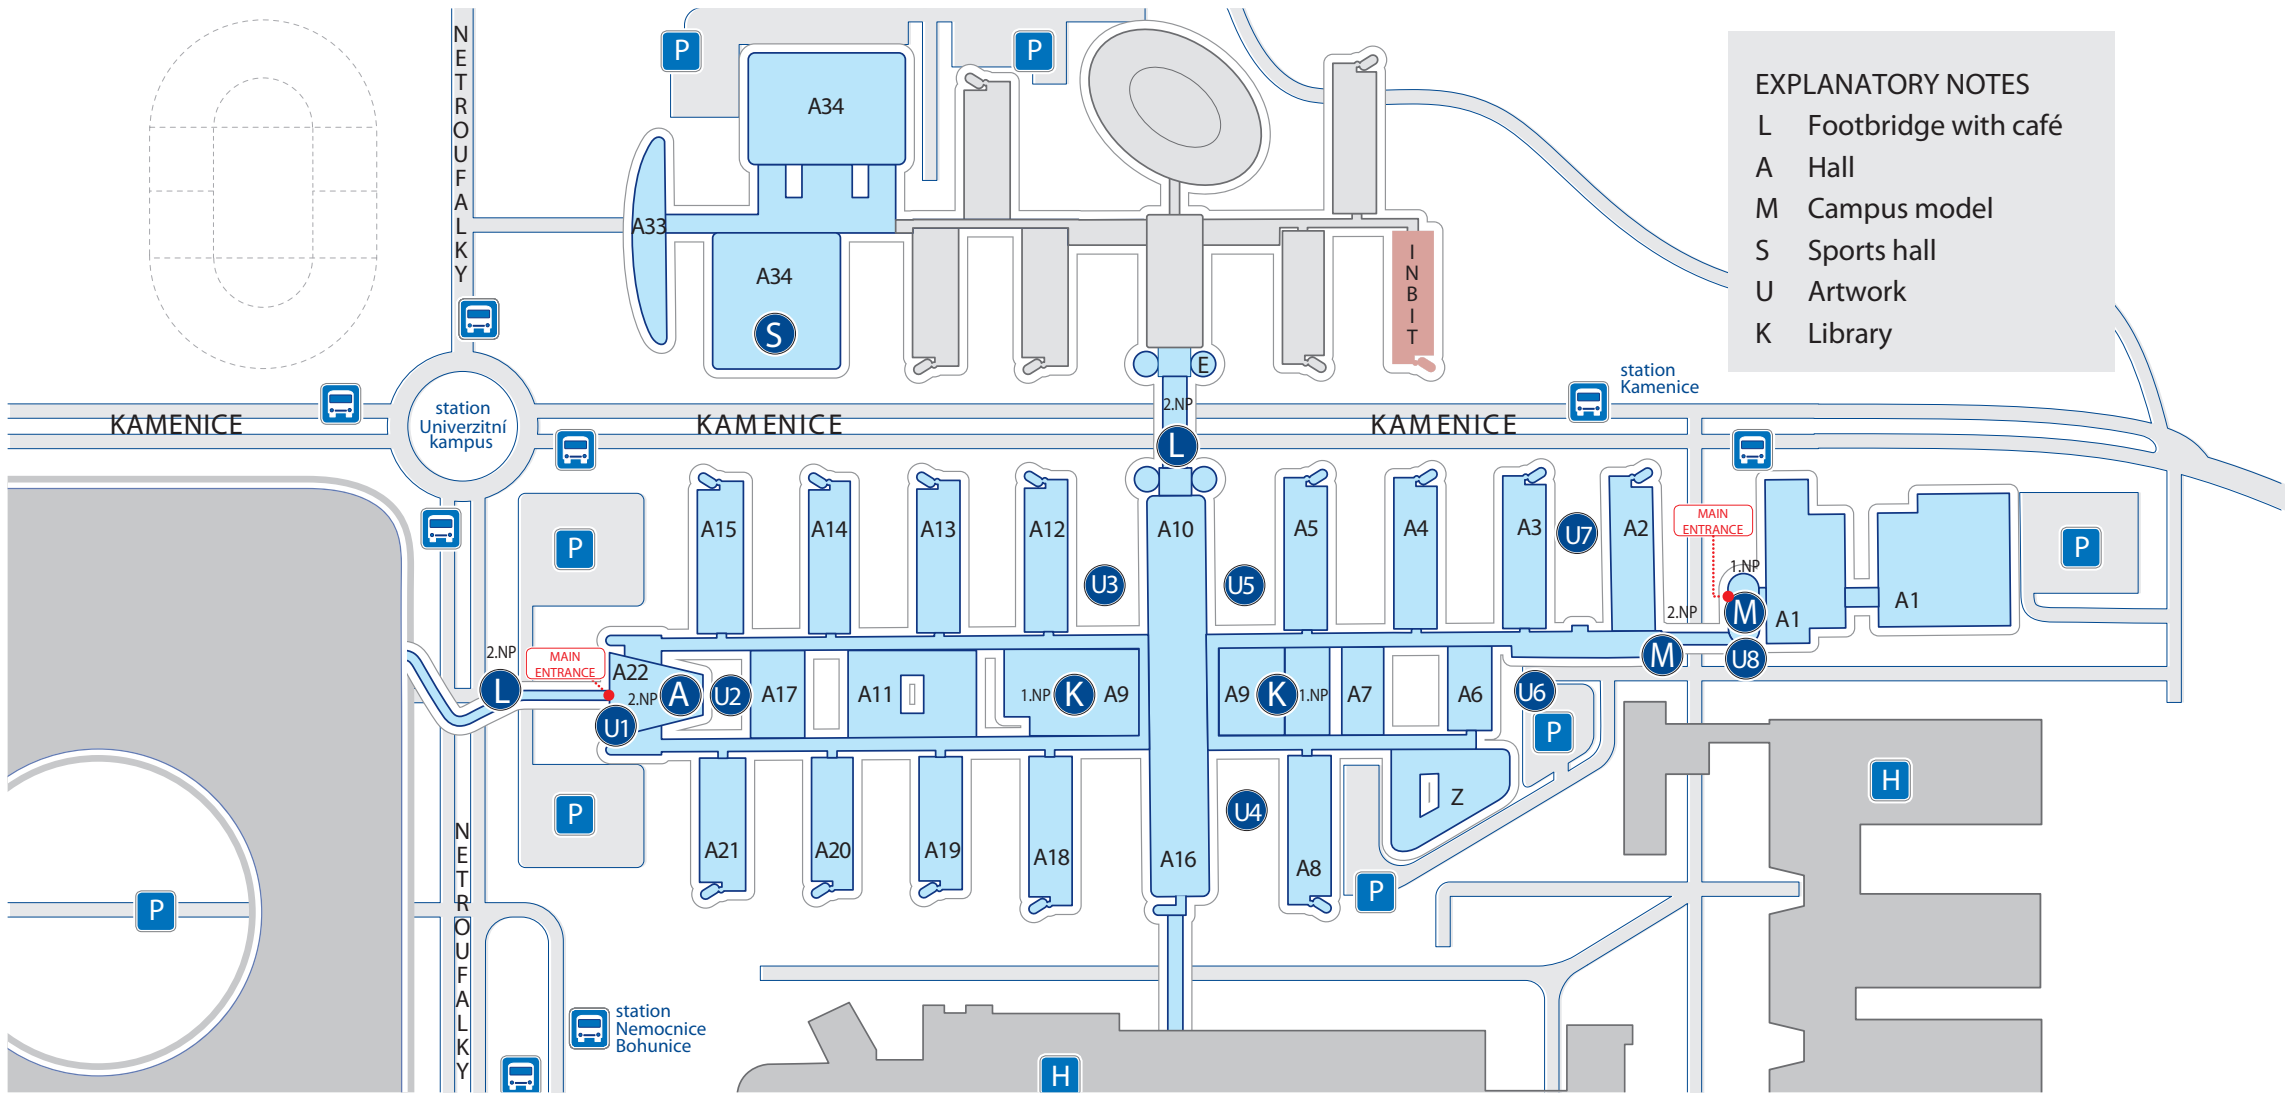 NETROUFALKY
P
P
A34
A33
A34
S
INBIT
E
EXPLANATORY NOTES
L Footbridge with café
A Hall
M Campus model
S Sports hall
U Artwork
K Library
station
Kamenice
KAMENICE
station
Univerzitní
kampus
KAMENICE
2.NP
L
KAMENICE
P
A15
A14
A13
A12
U3
A10
U5
A5
A4
A3
U7
A2
MAIN
ENTRANCE
1.NP
2.NP
M
A1
A1
P
2.NP
L
MAIN
ENTRANCE
A22
2.NP
A
U1
U2
A17
A11
1.NP
K
A9
A9
K
1.NP
A7
A6
U6
P
M
U8
P
A21
A20
A19
A18
A16
U4
A8
Z
P
H
P
NETROUFALKY
station
Nemocnice
Bohunice
H